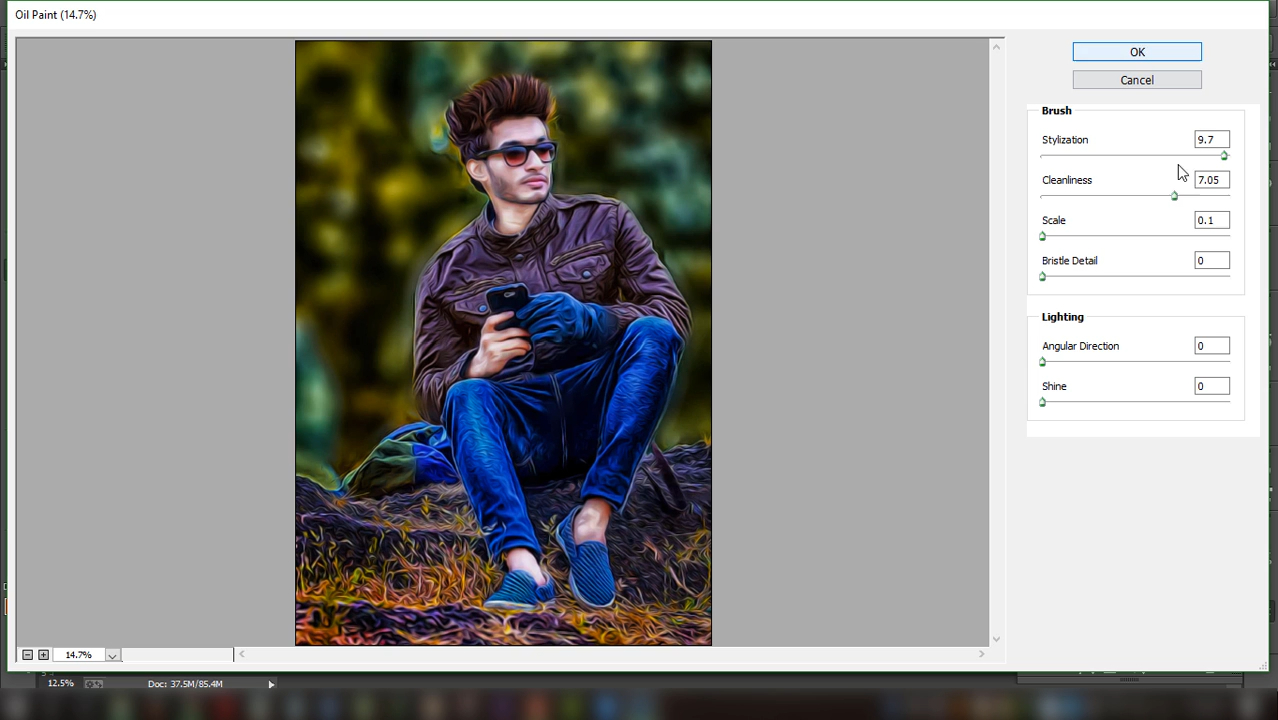 Oil Paint (14.7%)
OK
Cancel
Brush
Stylization 9.7
Cleanliness 7.05
Scale 0.1
Bristle Detail 0
Lighting
Angular Direction 0
Shine 0
14.7%
12.5% Doc: 37.5M/85.4M